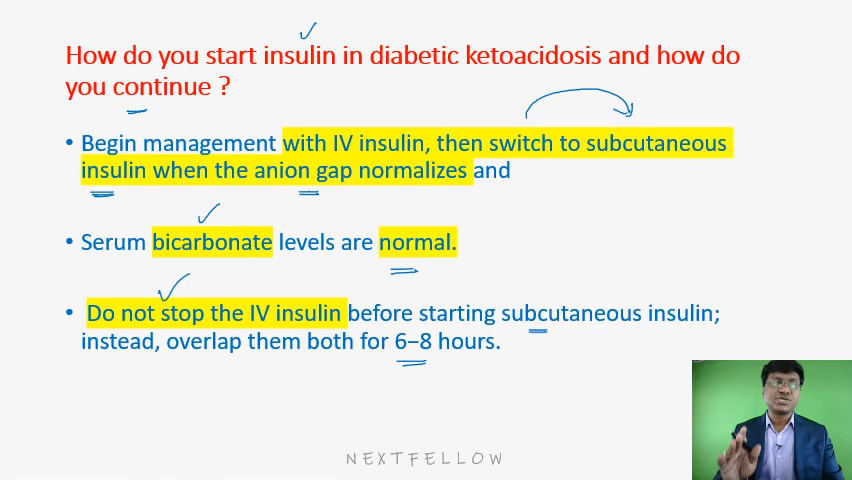 How do you start insulin in diabetic ketoacidosis and how do
you continue ?
• Begin management with IV insulin, then switch to subcutaneous
insulin when the anion gap normalizes and
• Serum bicarbonate levels are normal.
• Do not stop the IV insulin before starting subcutaneous insulin;
instead, overlap them both for 6–8 hours.
NEXTFELLOW